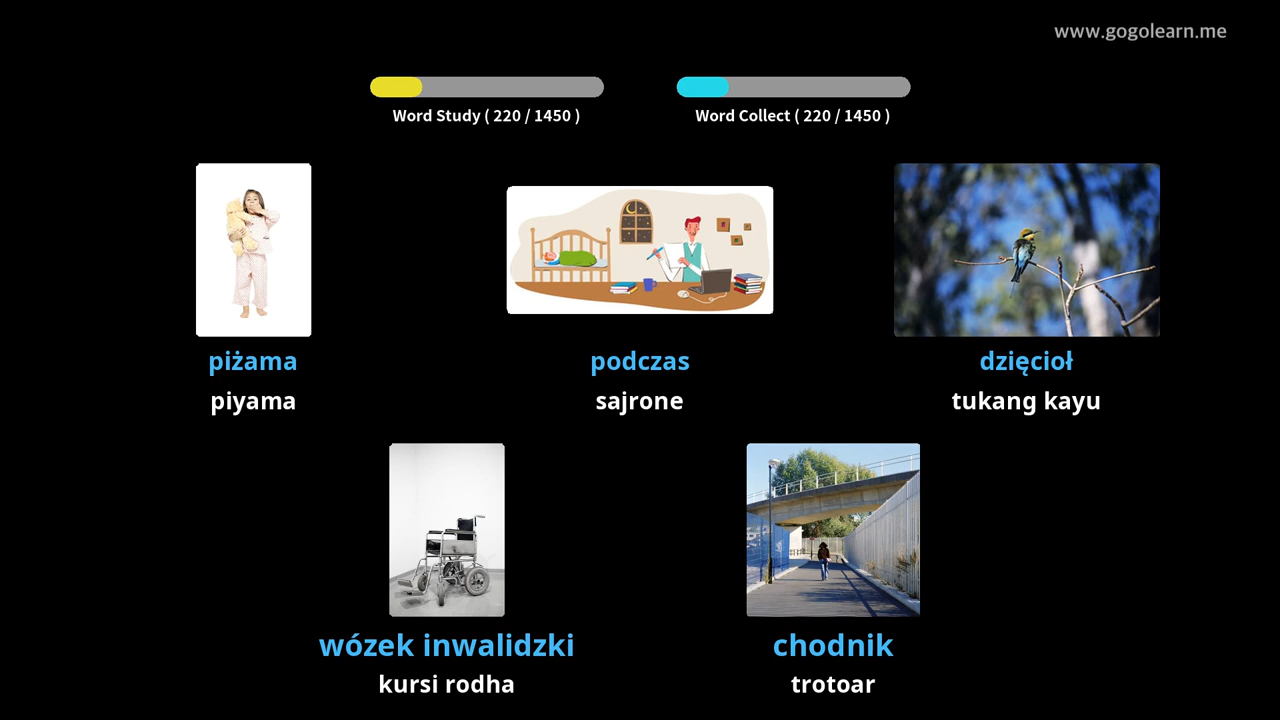 www.gogolearn.me
Word Study ( 220 / 1450 )
Word Collect ( 220 / 1450 )
piżama
podczas
dzięcioł
piyama
sajrone
tukang kayu
wózek inwalidzki
chodnik
kursi rodha
trotoar